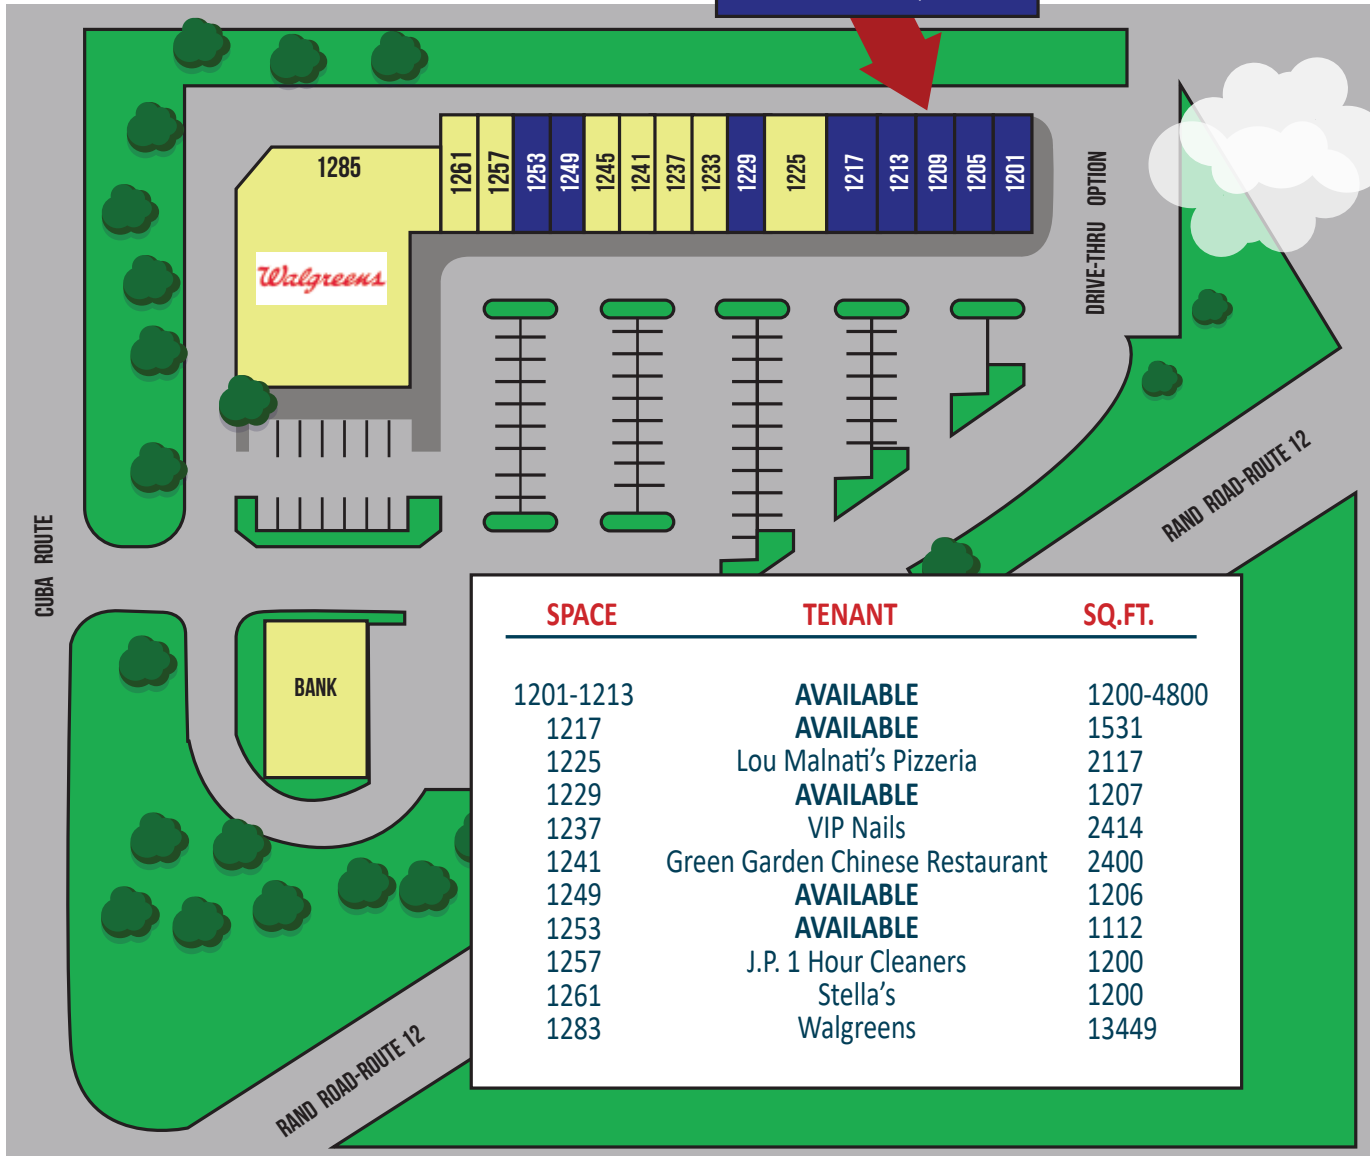 1285
Walgreens
1261
1257
1253
1249
1245
1241
1237
1233
1229
1225
1217
1213
1209
1205
1201
DRIVE-THRU OPTION
RAND ROAD-ROUTE 12
CUBA ROUTE
BANK
SPACE TENANT SQ.FT.
1201-1213 AVAILABLE 1200-4800
1217 AVAILABLE 1531
1225 Lou Malnati's Pizzeria 2117
1229 AVAILABLE 1207
1237 VIP Nails 2414
1241 Green Garden Chinese Restaurant 2400
1249 AVAILABLE 1206
1253 AVAILABLE 1112
1257 J.P. 1 Hour Cleaners 1200
1261 Stella's 1200
1283 Walgreens 13449
RAND ROAD-ROUTE 12